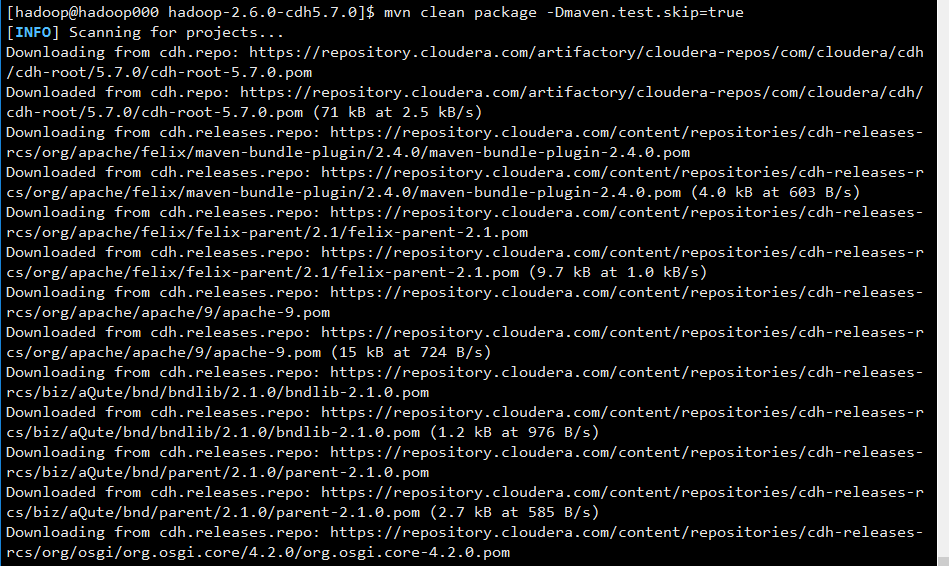 [hadoop@hadoop000 hadoop-2.6.0-cdh5.7.0]$ mvn clean package -Dmaven.test.skip=true
[INFO] Scanning for projects...
Downloading from cdh.repo: https://repository.cloudera.com/artifactory/cloudera-repos/com/cloudera/cdh
/cdh-root/5.7.0/cdh-root-5.7.0.pom
Downloaded from cdh.repo: https://repository.cloudera.com/artifactory/cloudera-repos/com/cloudera/cdh/
cdh-root/5.7.0/cdh-root-5.7.0.pom (71 kB at 2.5 kB/s)
Downloading from cdh.releases.repo: https://repository.cloudera.com/content/repositories/cdh-releases-
rcs/org/apache/felix/maven-bundle-plugin/2.4.0/maven-bundle-plugin-2.4.0.pom
Downloaded from cdh.releases.repo: https://repository.cloudera.com/content/repositories/cdh-releases-r
cs/org/apache/felix/maven-bundle-plugin/2.4.0/maven-bundle-plugin-2.4.0.pom (4.0 kB at 603 B/s)
Downloading from cdh.releases.repo: https://repository.cloudera.com/content/repositories/cdh-releases-
rcs/org/apache/felix/felix-parent/2.1/felix-parent-2.1.pom
Downloaded from cdh.releases.repo: https://repository.cloudera.com/content/repositories/cdh-releases-r
cs/org/apache/felix/felix-parent/2.1/felix-parent-2.1.pom (9.7 kB at 1.0 kB/s)
Downloading from cdh.releases.repo: https://repository.cloudera.com/content/repositories/cdh-releases-
rcs/org/apache/apache/9/apache-9.pom
Downloaded from cdh.releases.repo: https://repository.cloudera.com/content/repositories/cdh-releases-r
cs/org/apache/apache/9/apache-9.pom (15 kB at 724 B/s)
Downloading from cdh.releases.repo: https://repository.cloudera.com/content/repositories/cdh-releases-
rcs/biz/aQute/bnd/bndlib/2.1.0/bndlib-2.1.0.pom
Downloaded from cdh.releases.repo: https://repository.cloudera.com/content/repositories/cdh-releases-r
cs/biz/aQute/bnd/bndlib/2.1.0/bndlib-2.1.0.pom (1.2 kB at 976 B/s)
Downloading from cdh.releases.repo: https://repository.cloudera.com/content/repositories/cdh-releases-
rcs/biz/aQute/bnd/parent/2.1.0/parent-2.1.0.pom
Downloaded from cdh.releases.repo: https://repository.cloudera.com/content/repositories/cdh-releases-r
cs/biz/aQute/bnd/parent/2.1.0/parent-2.1.0.pom (2.7 kB at 585 B/s)
Downloading from cdh.releases.repo: https://repository.cloudera.com/content/repositories/cdh-releases-
rcs/org/osgi/org.osgi.core/4.2.0/org.osgi.core-4.2.0.pom